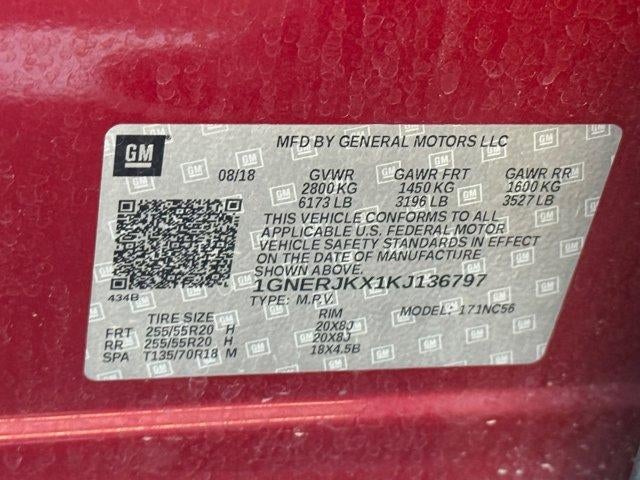 GM
MFD BY GENERAL MOTORS LLC
08/18 GVWR GAWR FRT GAWR RR
2800 KG 1450 KG 1600 KG
6173 LB 3196 LB 3527 LB
THIS VEHICLE CONFORMS TO ALL
APPLICABLE U.S. FEDERAL MOTOR
VEHICLE SAFETY STANDARDS IN EFFECT
ON THE DATE OF MANUFACTURE
SHOWN ABOVE.
1GNERJKX1KJ136797
434B TYPE: M.P.V. MODEL: 171NC56
TIRE SIZE RIM
FRT 255/55R20 H 20X8J
RR 255/55R20 H 20X8J
SPA T135/70R18 M 18X4.5B